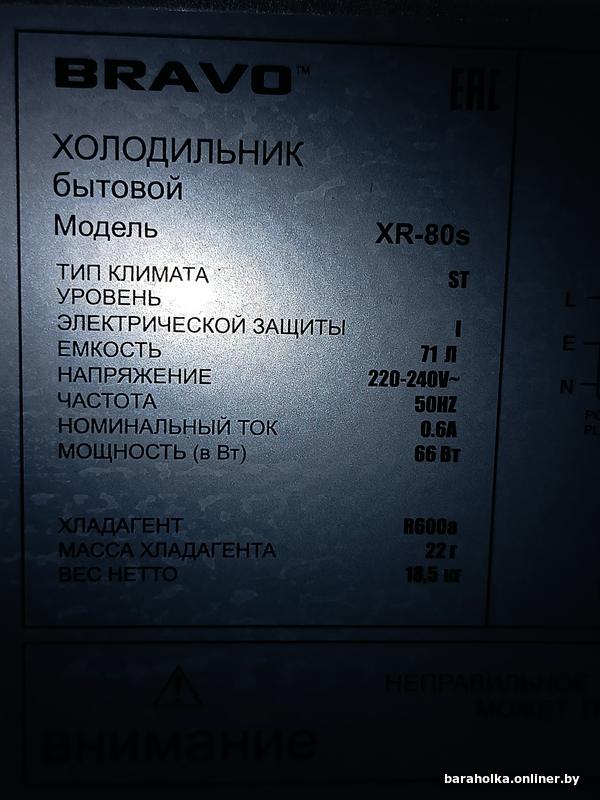 BRAVO™
EAC
ХОЛОДИЛЬНИК
бытовой
Модель XR-80s
ТИП КЛИМАТА ST
УРОВЕНЬ
ЭЛЕКТРИЧЕСКОЙ ЗАЩИТЫ I
ЕМКОСТЬ 71 Л
НАПРЯЖЕНИЕ 220-240V~
ЧАСТОТА 50HZ
НОМИНАЛЬНЫЙ ТОК 0.6A
МОЩНОСТЬ (в Вт) 66 Вт
ХЛАДАГЕНТ R600a
МАССА ХЛАДАГЕНТА 22 г
ВЕС НЕТТО 18,5 кг
L
E
N
НЕПРАВИЛЬНОЕ
МОЖЕТ
внимание
baraholka.onliner.by